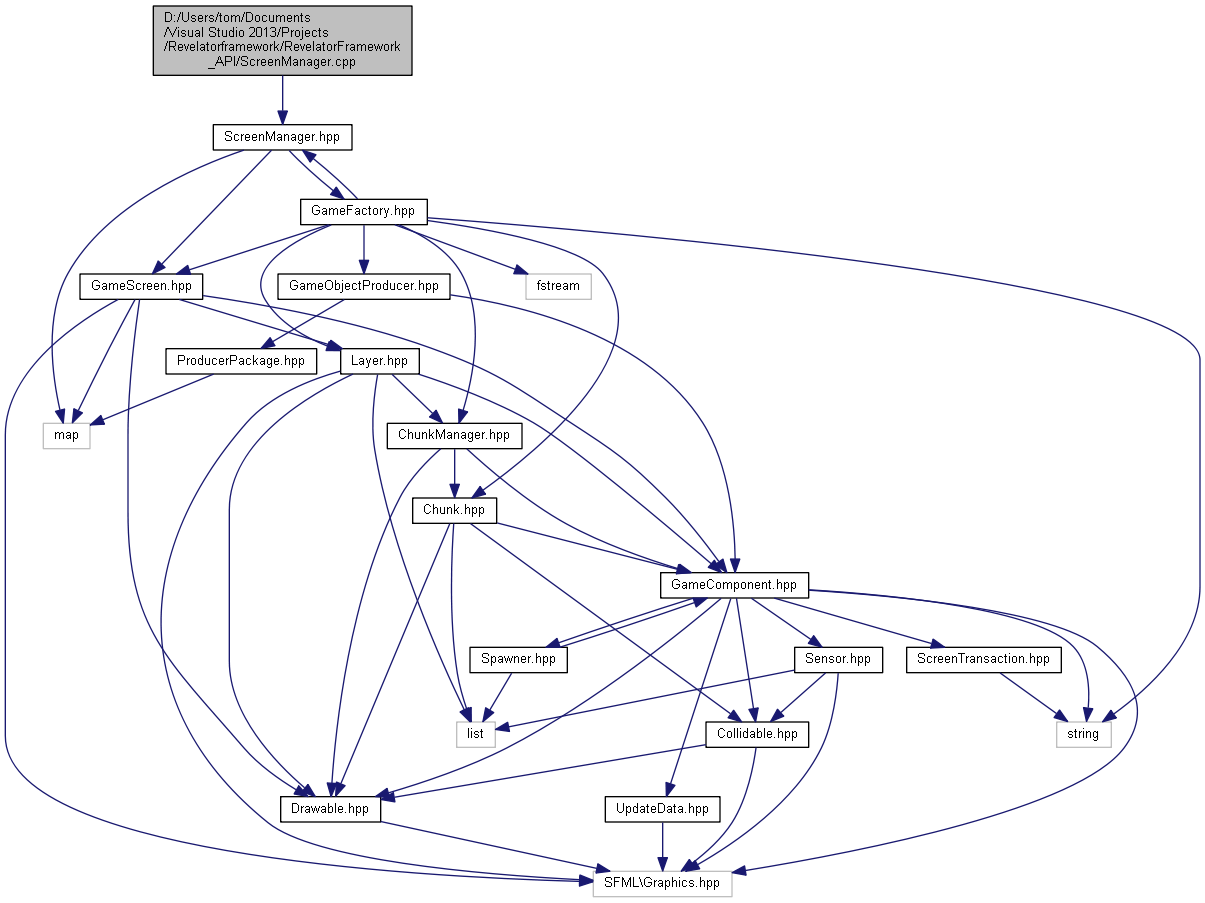 D:/Users/tom/Documents
/Visual Studio 2013/Projects
/Revelatorframework/RevelatorFramework
_API/ScreenManager.cpp
ScreenManager.hpp
GameFactory.hpp
GameScreen.hpp
GameObjectProducer.hpp
fstream
ProducerPackage.hpp
Layer.hpp
map
ChunkManager.hpp
Chunk.hpp
GameComponent.hpp
Spawner.hpp
Sensor.hpp
ScreenTransaction.hpp
list
Collidable.hpp
string
Drawable.hpp
UpdateData.hpp
SFML\Graphics.hpp